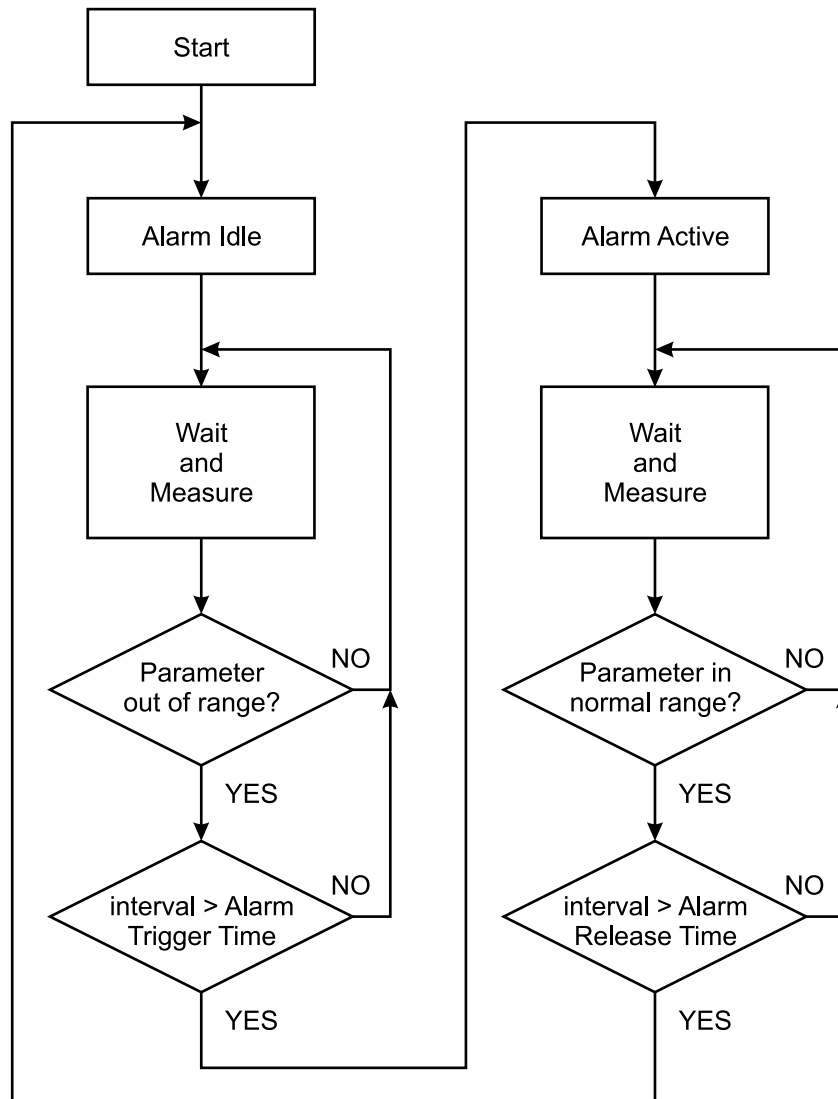 Start
Alarm Idle
Wait
and
Measure
Parameter
out of range?
NO
YES
interval > Alarm
Trigger Time
NO
YES
Alarm Active
Wait
and
Measure
Parameter in
normal range?
NO
YES
interval > Alarm
Release Time
NO
YES